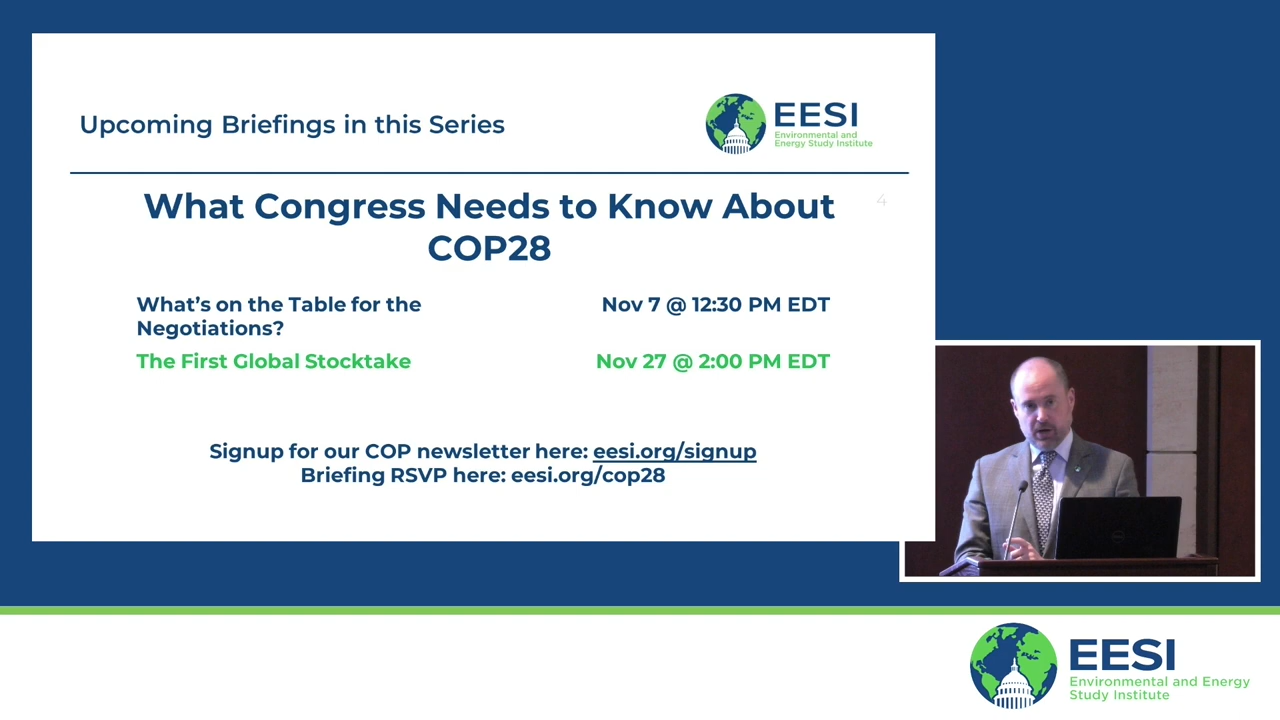 Upcoming Briefings in this Series
EESI
Environmental and
Energy Study Institute
What Congress Needs to Know About
4
COP28
What's on the Table for the
Negotiations?
Nov 7 @ 12:30 PM EDT
The First Global Stocktake
Nov 27 @ 2:00 PM EDT
Signup for our COP newsletter here: eesi.org/signup
Briefing RSVP here: eesi.org/cop28
EESI
Environmental and Energy
Study Institute